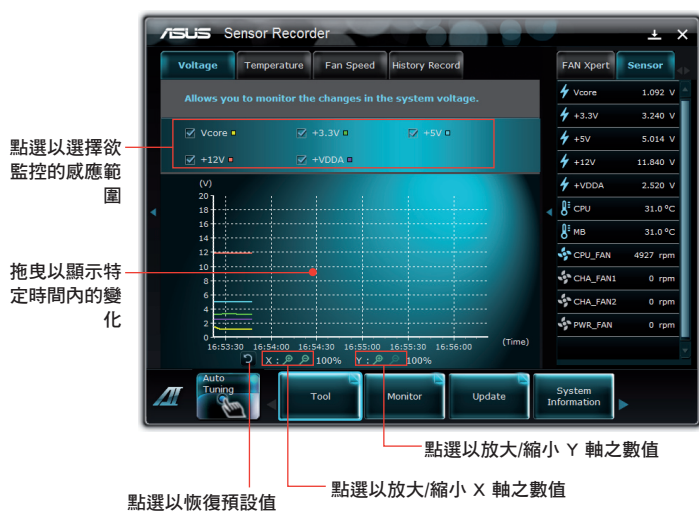 ASUS Sensor Recorder
Voltage Temperature Fan Speed History Record
Allows you to monitor the changes in the system voltage.
Vcore +3.3V +5V
+12V +VDDA
(V)
20
18
16
14
12
10
8
6
4
2
0
16:53:30 16:54:00 16:54:30 16:55:00 16:55:30 16:56:00
(Time)
X : 100% Y : 100%
FAN Xpert Sensor
Vcore 1.092 V
+3.3V 3.240 V
+5V 5.014 V
+12V 11.840 V
+VDDA 2.520 V
CPU 31.0 ºC
MB 31.0 ºC
CPU_FAN 4927 rpm
CHA_FAN1 0 rpm
CHA_FAN2 0 rpm
PWR_FAN 0 rpm
Auto
Tuning
Tool
Monitor
Update
System
Information
點選以選擇欲
監控的感應範
圍
拖曳以顯示特
定時間內的變
化
點選以放大/縮小 Y 軸之數值
點選以放大/縮小 X 軸之數值
點選以恢復預設值